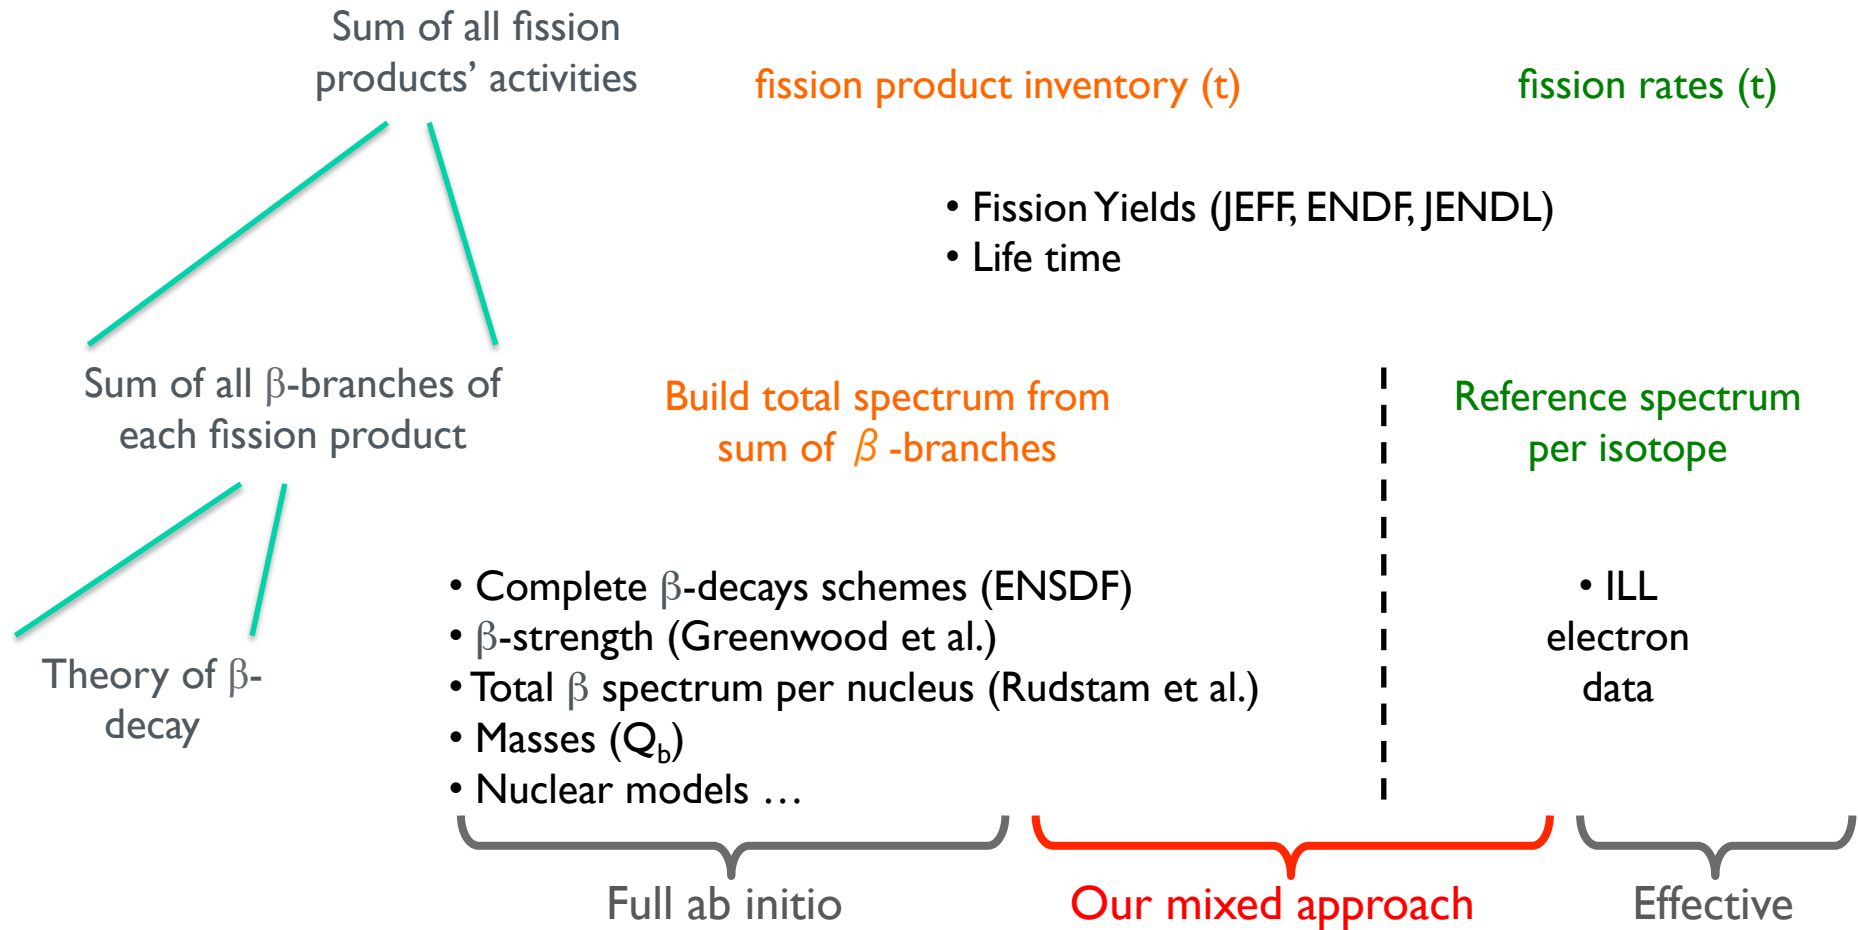 Sum of all fission
products’ activities
fission product inventory (t)
fission rates (t)
• Fission Yields (JEFF, ENDF, JENDL)
• Life time
Sum of all β-branches of
each fission product
Build total spectrum from
sum of β -branches
Reference spectrum
per isotope
• Complete β-decays schemes (ENSDF)
• β-strength (Greenwood et al.)
• Total β spectrum per nucleus (Rudstam et al.)
• Masses (Qb)
• Nuclear models …
• ILL
electron
data
Theory of β-
decay
Full ab initio
Our mixed approach
Effective